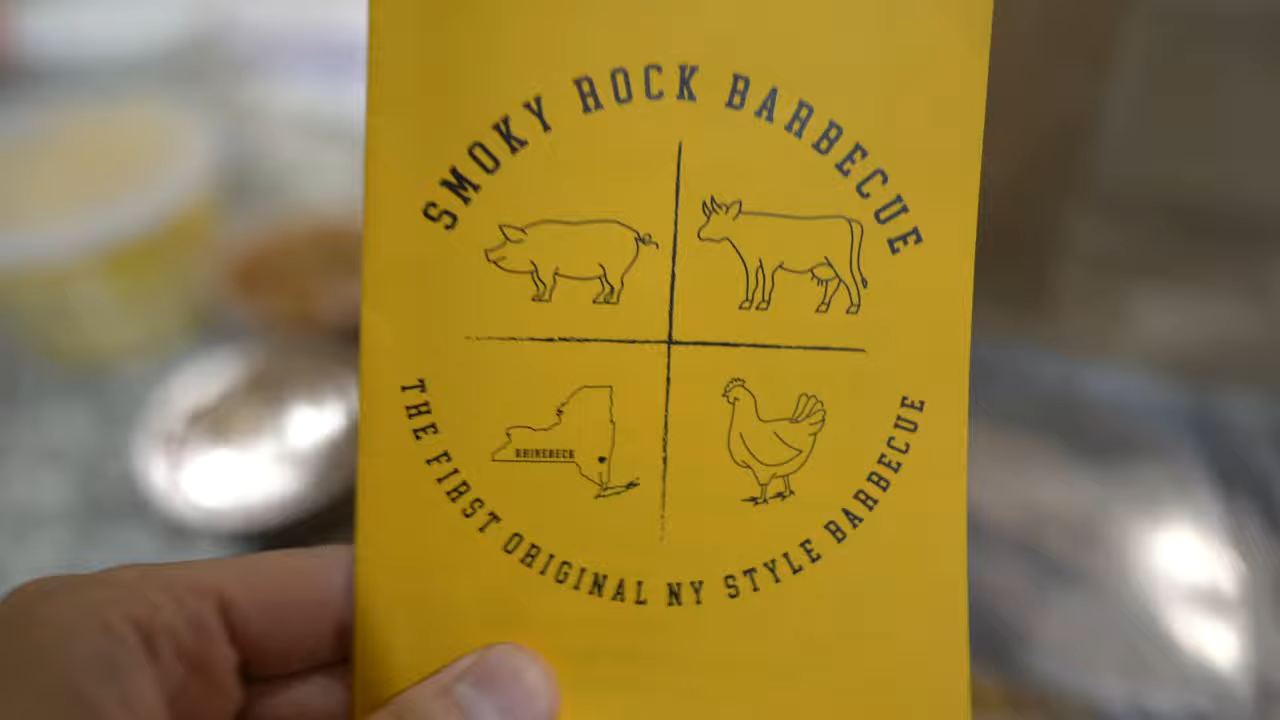 SMOKY ROCK BARBECUE
RHINEBECK
THE FIRST ORIGINAL NY STYLE BARBECUE